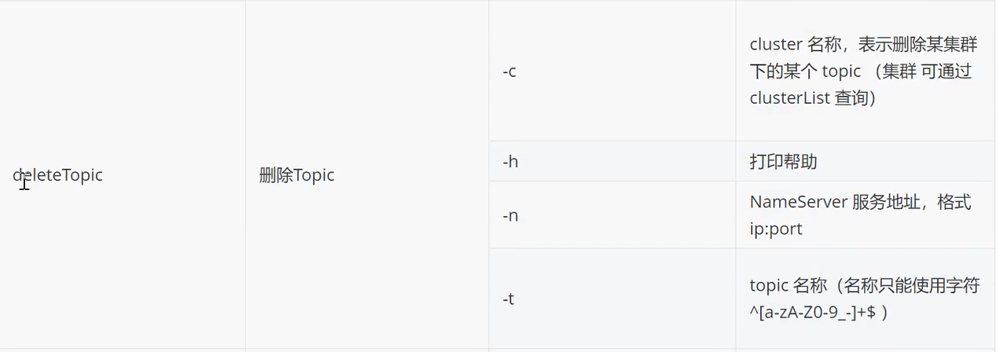 deleteTopic
删除Topic
-c
cluster 名称，表示删除某集群
下的某个 topic （集群 可通过
clusterList 查询）
-h
打印帮助
-n
NameServer 服务地址，格式
ip:port
-t
topic 名称（名称只能使用字符
^[a-zA-Z0-9_-]+$ ）